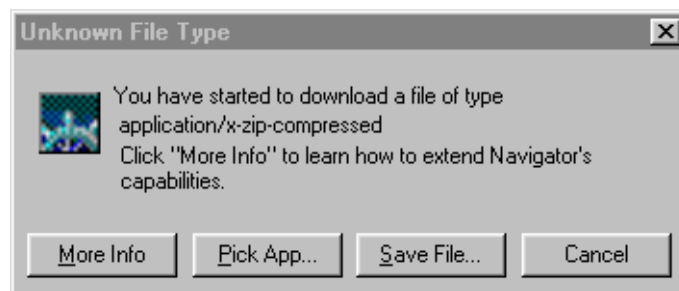 Unknown File Type
You have started to download a file of type
application/x-zip-compressed
Click "More Info" to learn how to extend Navigator's
capabilities.
More Info Pick App... Save File... Cancel